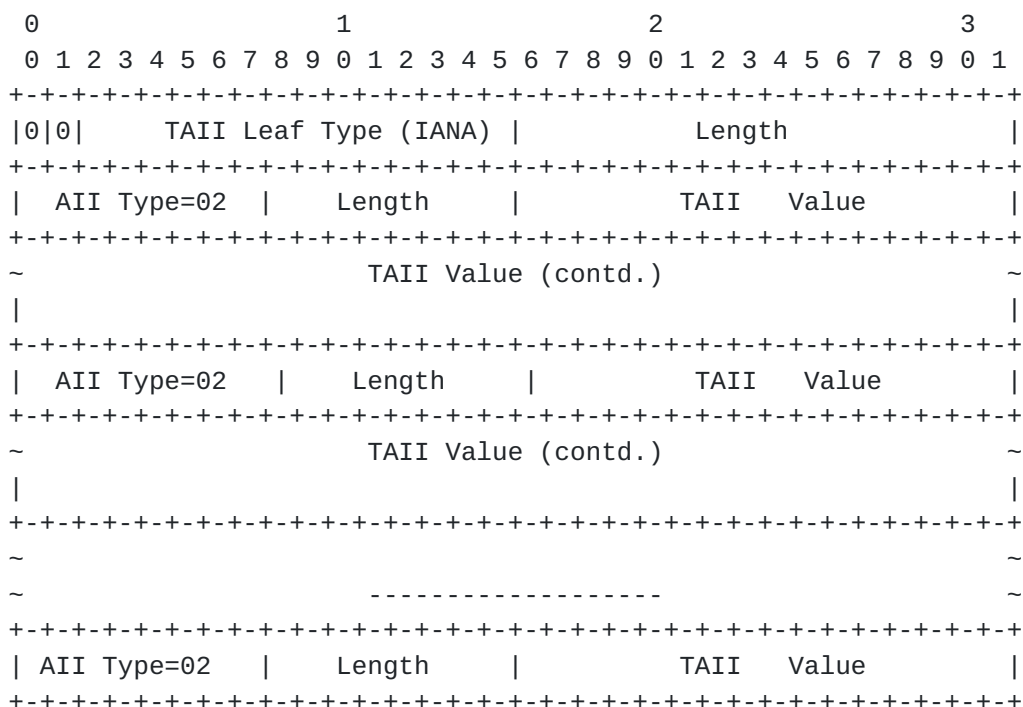 0                   1                   2                   3
 0 1 2 3 4 5 6 7 8 9 0 1 2 3 4 5 6 7 8 9 0 1 2 3 4 5 6 7 8 9 0 1
+-+-+-+-+-+-+-+-+-+-+-+-+-+-+-+-+-+-+-+-+-+-+-+-+-+-+-+-+-+-+-+-+
|0|0|     TAII Leaf Type (IANA) |           Length              |
+-+-+-+-+-+-+-+-+-+-+-+-+-+-+-+-+-+-+-+-+-+-+-+-+-+-+-+-+-+-+-+-+
|  AII Type=02  |    Length     |          TAII   Value         |
+-+-+-+-+-+-+-+-+-+-+-+-+-+-+-+-+-+-+-+-+-+-+-+-+-+-+-+-+-+-+-+-+
~                      TAII Value (contd.)                      ~
|                                                               |
+-+-+-+-+-+-+-+-+-+-+-+-+-+-+-+-+-+-+-+-+-+-+-+-+-+-+-+-+-+-+-+-+
|  AII Type=02   |    Length     |          TAII   Value        |
+-+-+-+-+-+-+-+-+-+-+-+-+-+-+-+-+-+-+-+-+-+-+-+-+-+-+-+-+-+-+-+-+
~                      TAII Value (contd.)                      ~
|                                                               |
+-+-+-+-+-+-+-+-+-+-+-+-+-+-+-+-+-+-+-+-+-+-+-+-+-+-+-+-+-+-+-+-+
~                                                               ~
~                      -------------------                      ~
+-+-+-+-+-+-+-+-+-+-+-+-+-+-+-+-+-+-+-+-+-+-+-+-+-+-+-+-+-+-+-+-+
| AII Type=02   |    Length     |          TAII   Value         |
+-+-+-+-+-+-+-+-+-+-+-+-+-+-+-+-+-+-+-+-+-+-+-+-+-+-+-+-+-+-+-+-+